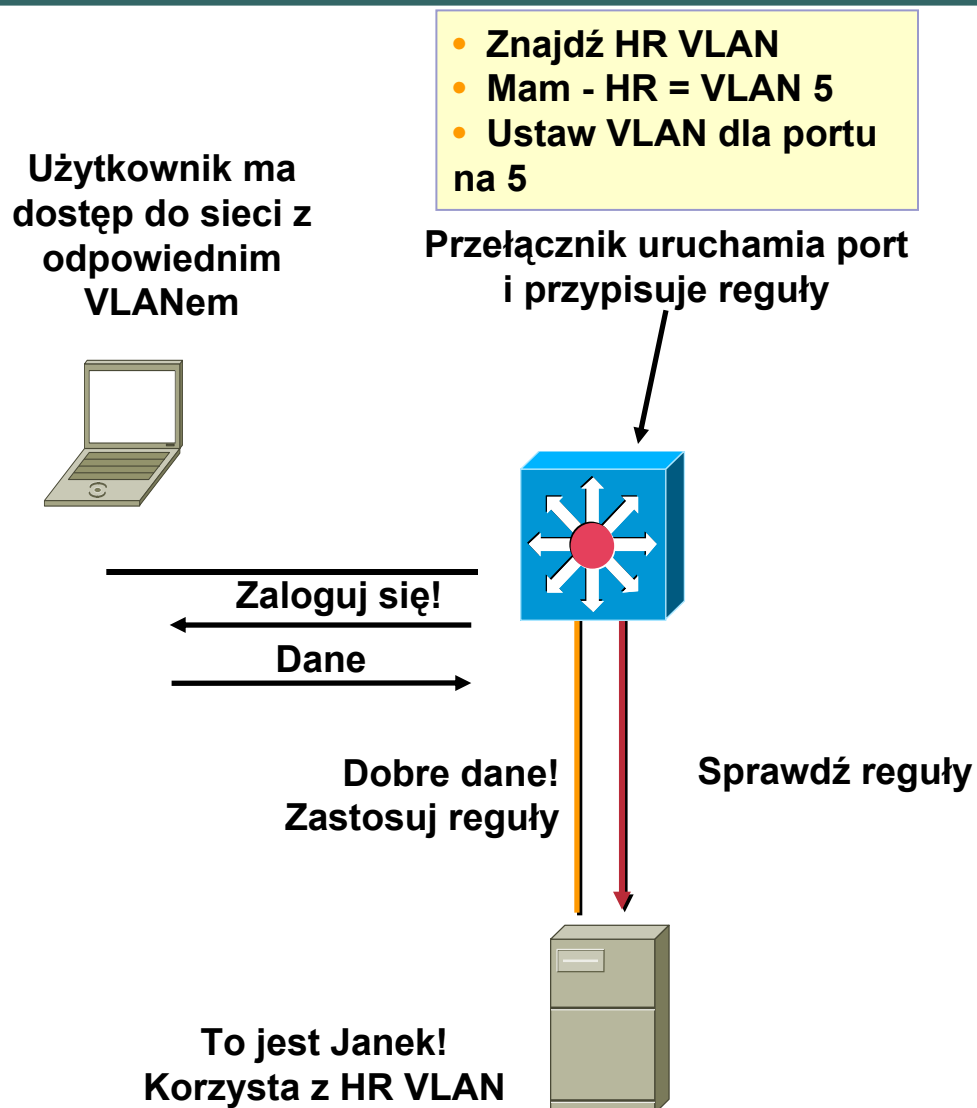 • Znajdź HR VLAN
• Mam - HR = VLAN 5
• Ustaw VLAN dla portu
na 5
Użytkownik ma
dostęp do sieci z
odpowiednim
VLANem
Przełącznik uruchamia port
i przypisuje reguły
Zaloguj się!
Dane
Dobre dane!
Zastosuj reguły
Sprawdź reguły
To jest Janek!
Korzysta z HR VLAN